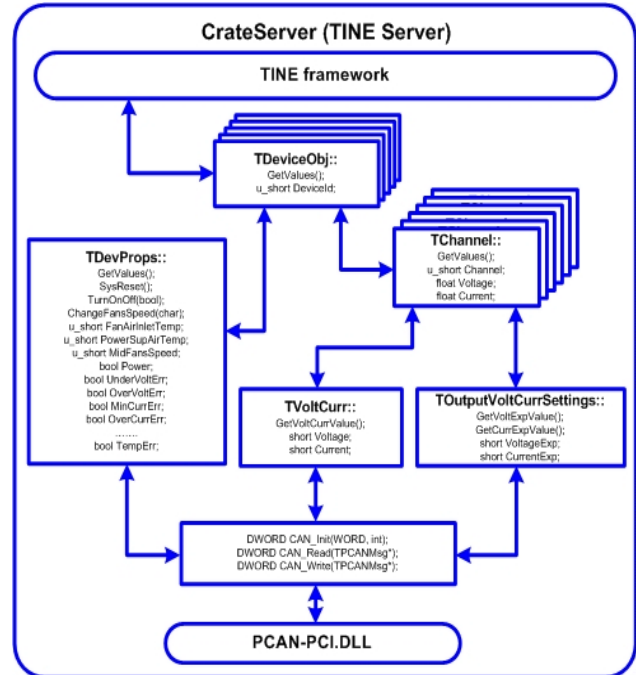 CrateServer (TINE Server)
TINE framework
TDeviceObj::
GetValues();
u_short DeviceId;
TChannel::
GetValues();
u_short Channel;
float Voltage;
float Current;
TDevProps::
GetValues();
SysReset();
TurnOnOff(bool);
ChangeFansSpeed(char);
u_short FanAirInletTemp;
u_short PowerSupAirTemp;
u_short MidFansSpeed;
bool Power;
bool UnderVoltErr;
bool OverVoltErr;
bool MinCurrErr;
bool OverCurrErr;
.......
bool TempErr;
TVoltCurr::
GetVoltCurrValue();
short Voltage;
short Current;
TOutputVoltCurrSettings::
GetVoltExpValue();
GetCurrExpValue();
short VoltageExp;
short CurrentExp;
DWORD CAN_Init(WORD, int);
DWORD CAN_Read(TPCANMsg*);
DWORD CAN_Write(TPCANMsg*);
PCAN-PCI.DLL